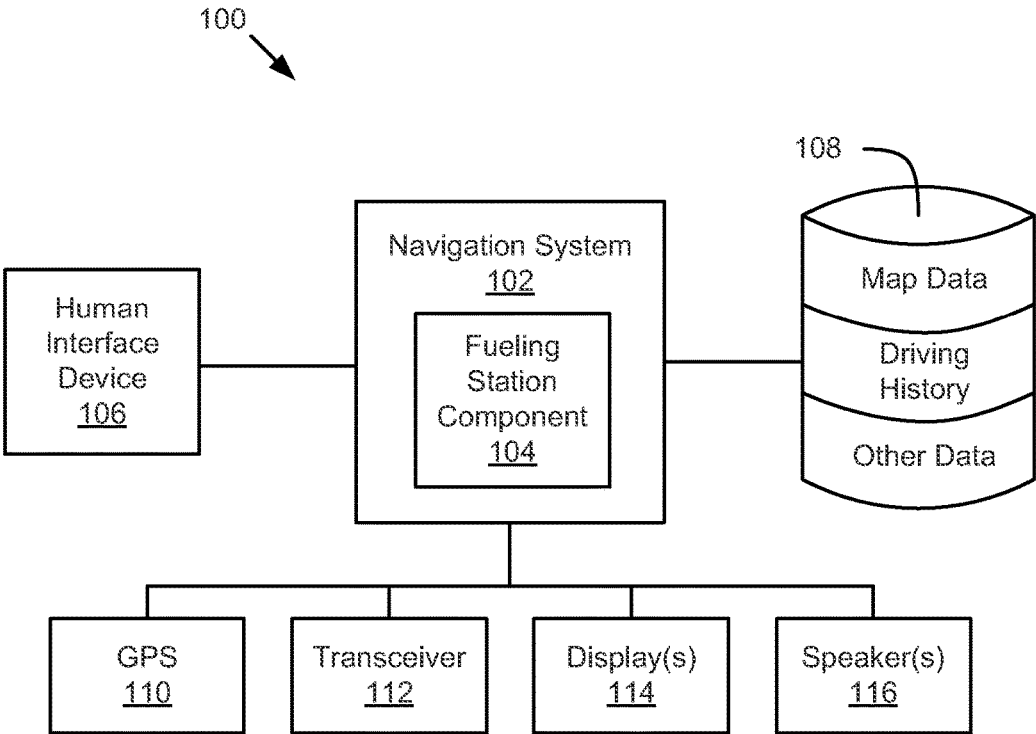 100
108
Navigation System
102
Human
Interface
Device
106
Fueling
Station
Component
104
Map Data
Driving
History
Other Data
GPS
110
Transceiver
112
Display(s)
114
Speaker(s)
116